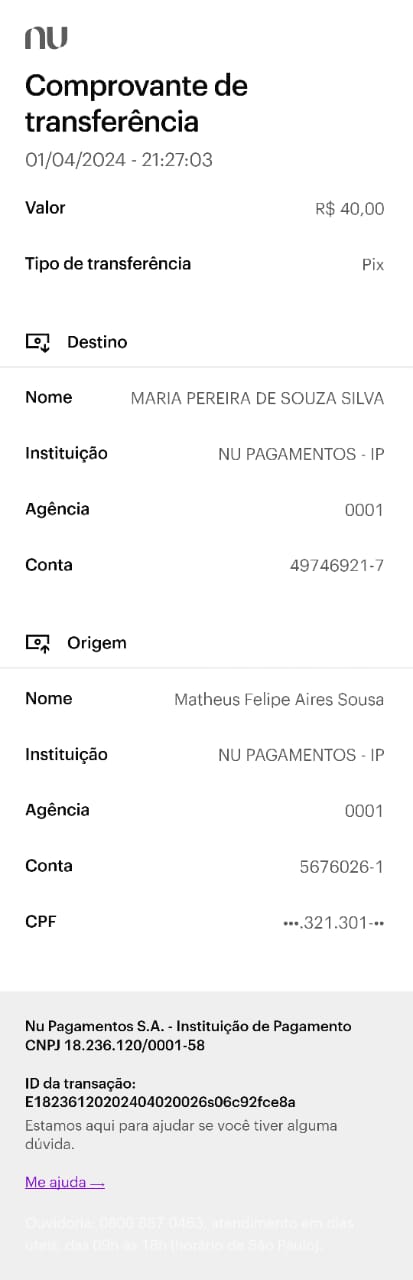 nu
Comprovante de
transferência
01/04/2024 - 21:27:03
Valor R$ 40,00
Tipo de transferência Pix
Destino
Nome MARIA PEREIRA DE SOUZA SILVA
Instituição NU PAGAMENTOS - IP
Agência 0001
Conta 49746921-7
Origem
Nome Matheus Felipe Aires Sousa
Instituição NU PAGAMENTOS - IP
Agência 0001
Conta 5676026-1
CPF •••.321.301-••
Nu Pagamentos S.A. - Instituição de Pagamento
CNPJ 18.236.120/0001-58
ID da transação:
E18236120202404020026s06c92fce8a
Estamos aqui para ajudar se você tiver alguma
dúvida.
Me ajuda →
Ouvidoria: 0800 887 0463, atendimento em dias
úteis, das 09h às 18h (horário de São Paulo).